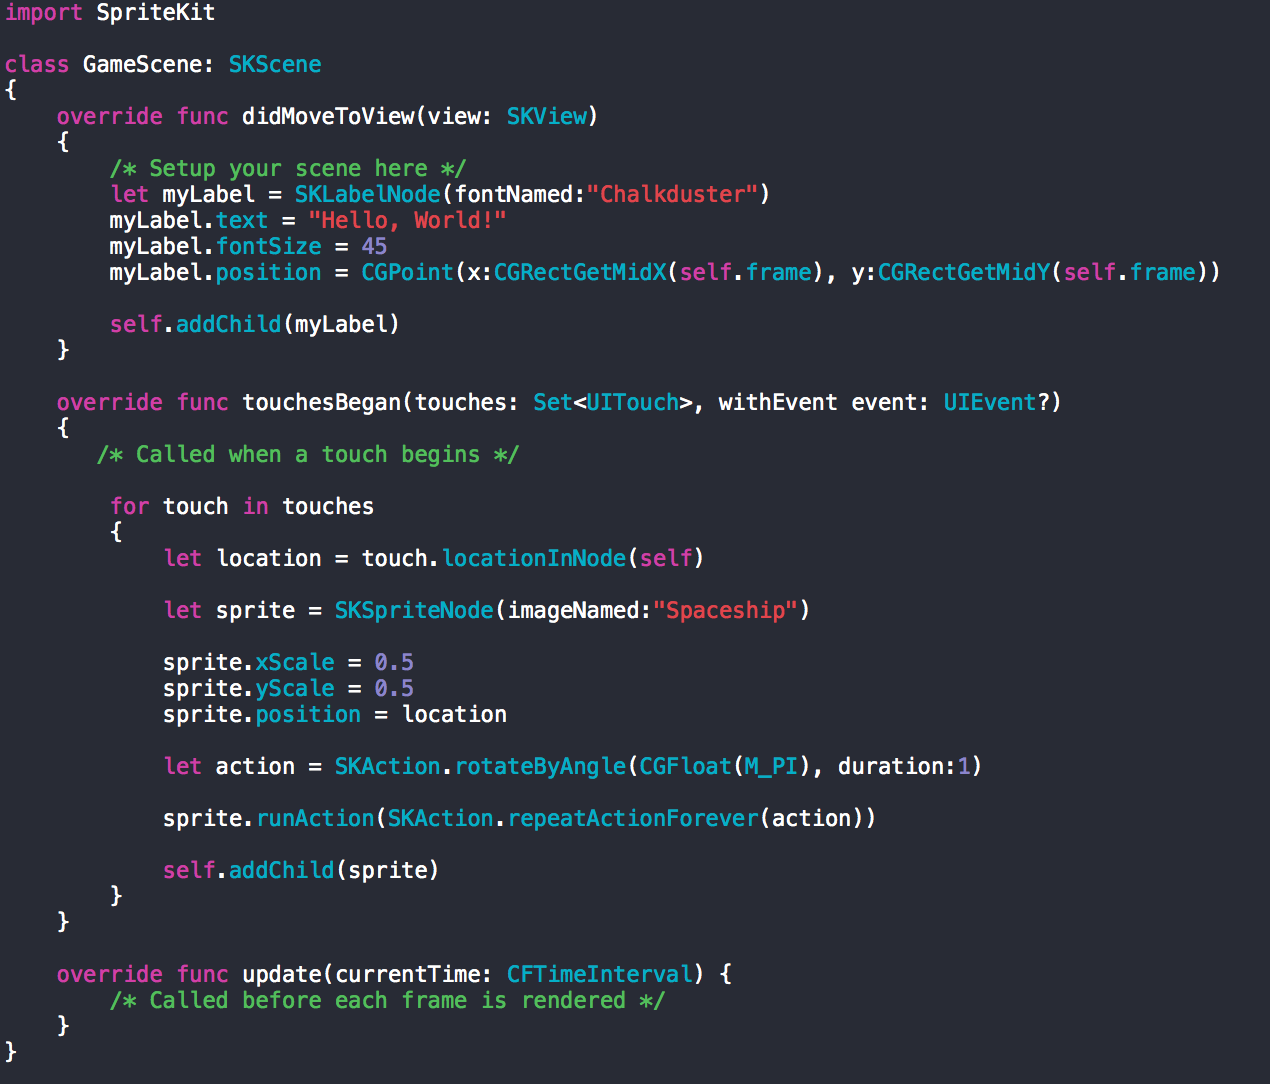 import SpriteKit
class GameScene: SKScene
{
    override func didMoveToView(view: SKView)
    {
        /* Setup your scene here */
        let myLabel = SKLabelNode(fontNamed:"Chalkduster")
        myLabel.text = "Hello, World!"
        myLabel.fontSize = 45
        myLabel.position = CGPoint(x:CGRectGetMidX(self.frame), y:CGRectGetMidY(self.frame))
        self.addChild(myLabel)
    }
    override func touchesBegan(touches: Set<UITouch>, withEvent event: UIEvent?)
    {
       /* Called when a touch begins */
        for touch in touches
        {
            let location = touch.locationInNode(self)
            let sprite = SKSpriteNode(imageNamed:"Spaceship")
            sprite.xScale = 0.5
            sprite.yScale = 0.5
            sprite.position = location
            let action = SKAction.rotateByAngle(CGFloat(M_PI), duration:1)
            sprite.runAction(SKAction.repeatActionForever(action))
            self.addChild(sprite)
        }
    }
    override func update(currentTime: CFTimeInterval) {
        /* Called before each frame is rendered */
    }
}